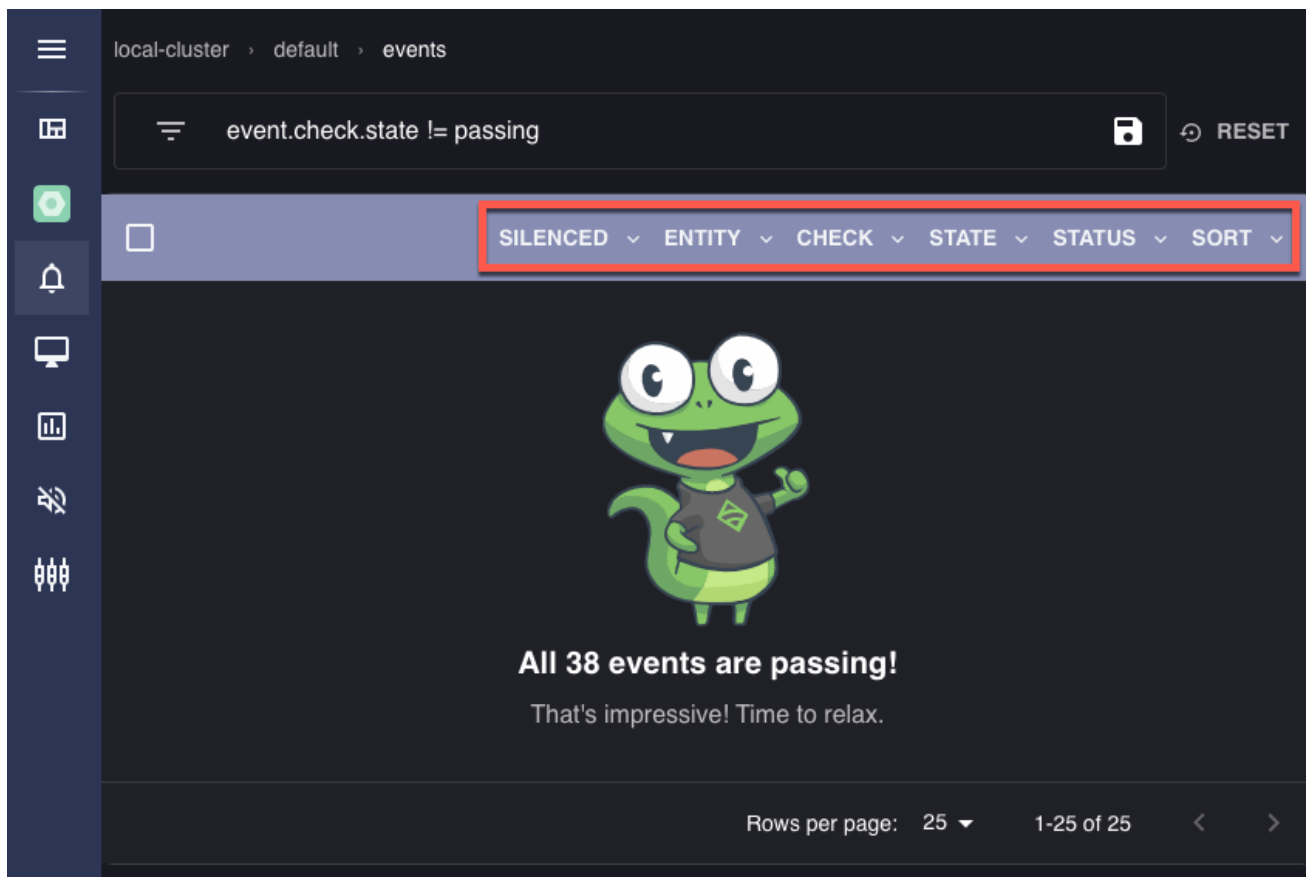 local-cluster › default › events
event.check.state != passing
RESET
SILENCED ENTITY CHECK STATE STATUS SORT
All 38 events are passing!
That's impressive! Time to relax.
Rows per page: 25 1-25 of 25